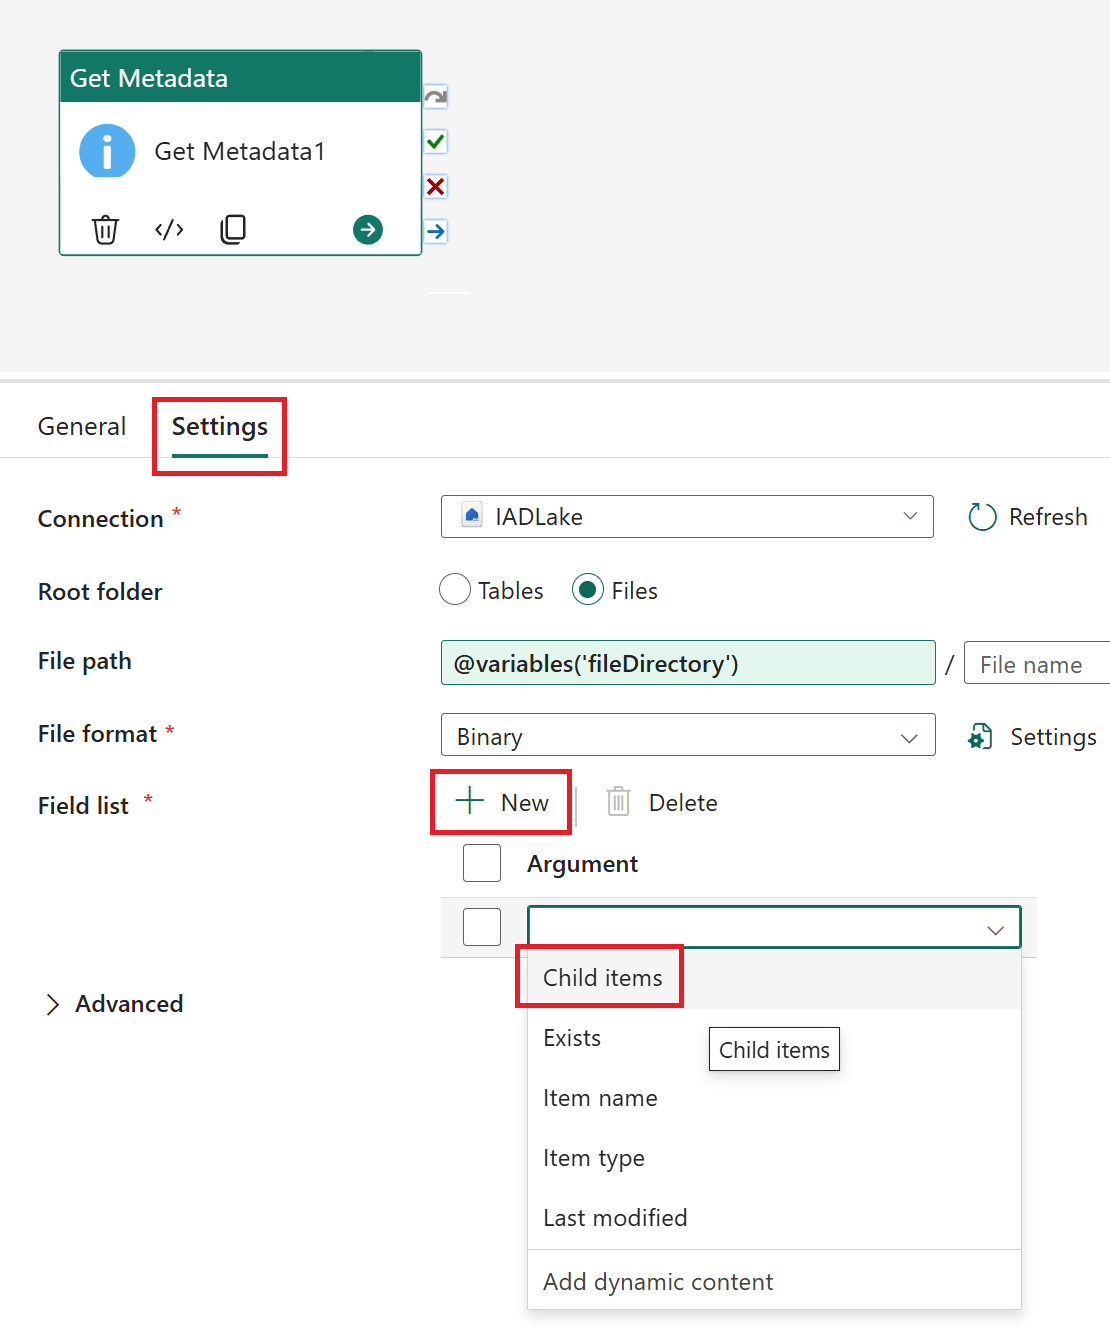 Get Metadata
Get Metadata1
General Settings
Connection * IADLake Refresh
Root folder Tables Files
File path @variables('fileDirectory') / File name
File format * Binary Settings
Field list * New Delete
Argument
Child items
Advanced
Exists
Child items
Item name
Item type
Last modified
Add dynamic content